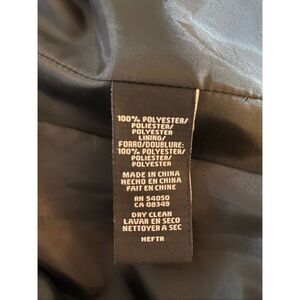 100% POLYESTER/
POLIESTER/
POLYESTER
LINING/
FORRO/DOUBLURE:
100% POLYESTER/
POLIESTER/
POLYESTER
MADE IN CHINA
HECHO EN CHINA
FAIT EN CHINE
RN 54050
CA 08349
DRY CLEAN
LAVAR EN SECO
NETTOYER A SEC
HEFTR